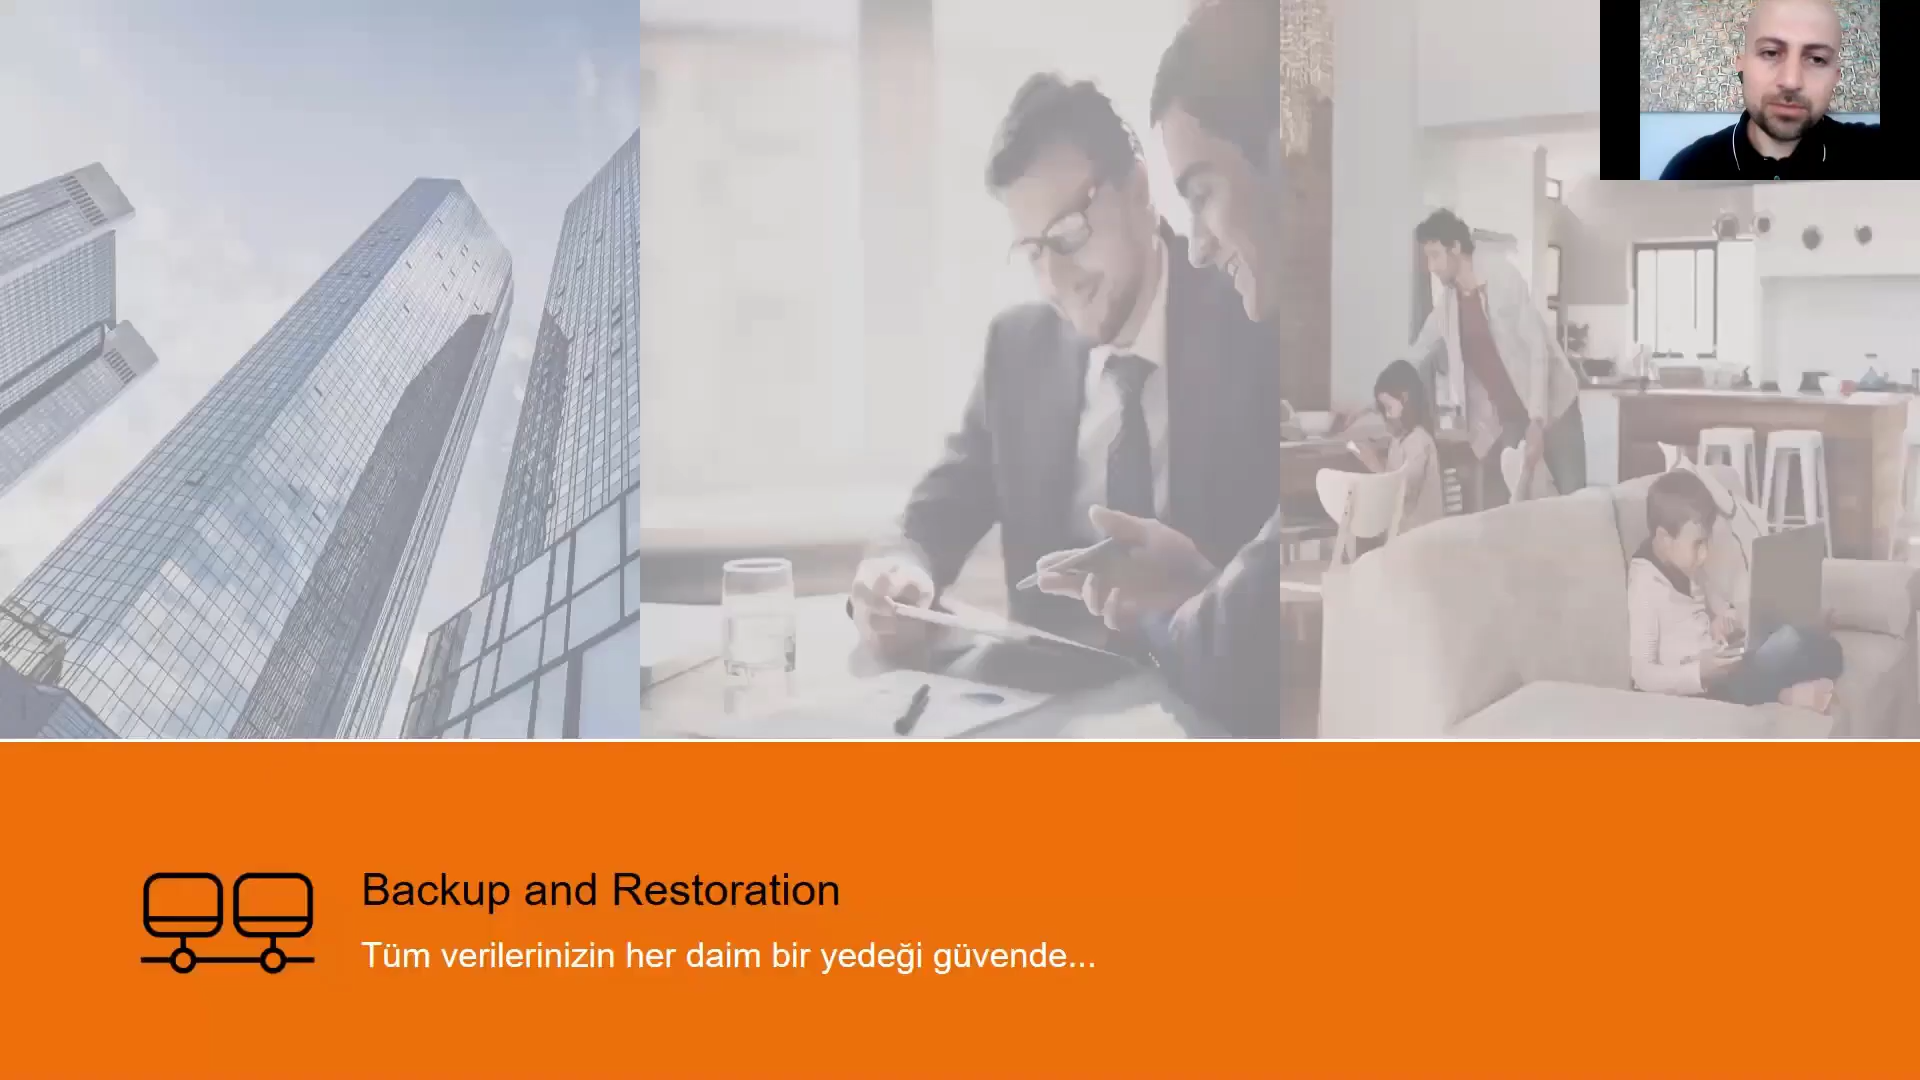 Backup and Restoration
Tüm verilerinizin her daim bir yedeği güvende...